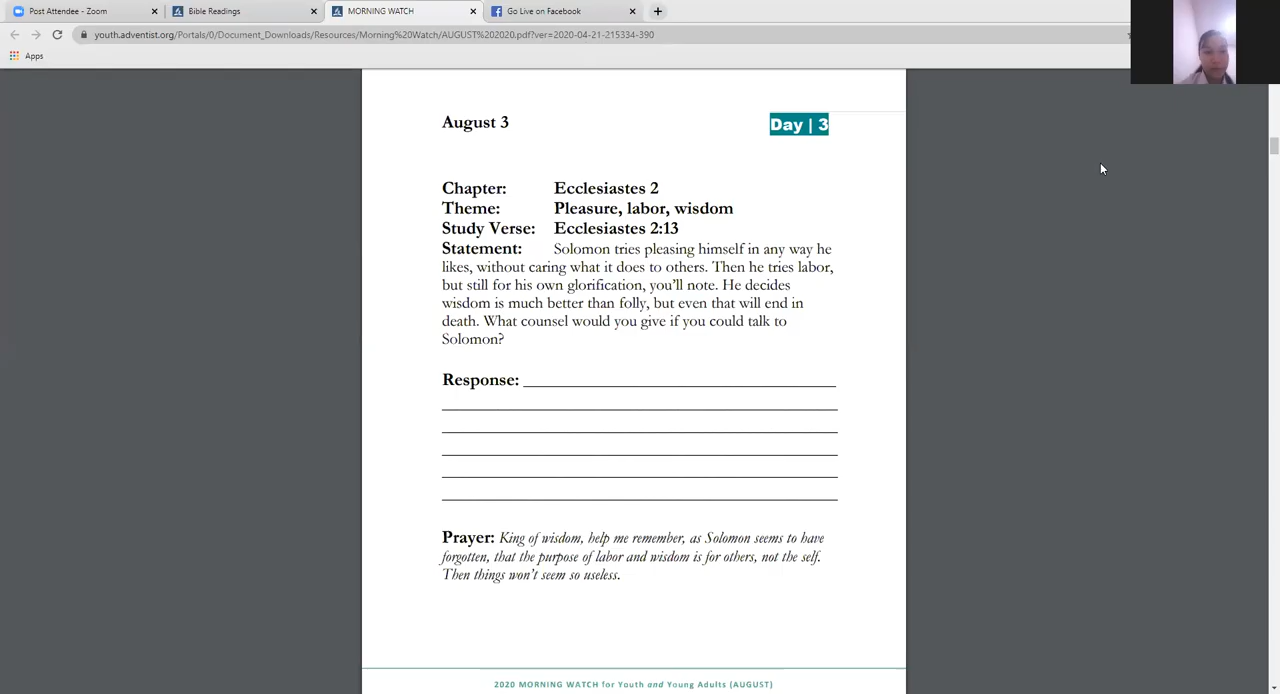 Post Attendee - Zoom
Bible Readings
MORNING WATCH
Go Live on Facebook
youth.adventist.org/Portals/0/Document_Downloads/Resources/Morning%20Watch/AUGUST%202020.pdf?ver=2020-04-21-215334-390
Apps
August 3
Day | 3
Chapter: Ecclesiastes 2
Theme: Pleasure, labor, wisdom
Study Verse: Ecclesiastes 2:13
Statement: Solomon tries pleasing himself in any way he
likes, without caring what it does to others. Then he tries labor,
but still for his own glorification, you'll note. He decides
wisdom is much better than folly, but even that will end in
death. What counsel would you give if you could talk to
Solomon?
Response:
Prayer: King of wisdom, help me remember, as Solomon seems to have
forgotten, that the purpose of labor and wisdom is for others, not the self.
Then things won't seem so useless.
2020 MORNING WATCH for Youth and Young Adults (AUGUST)